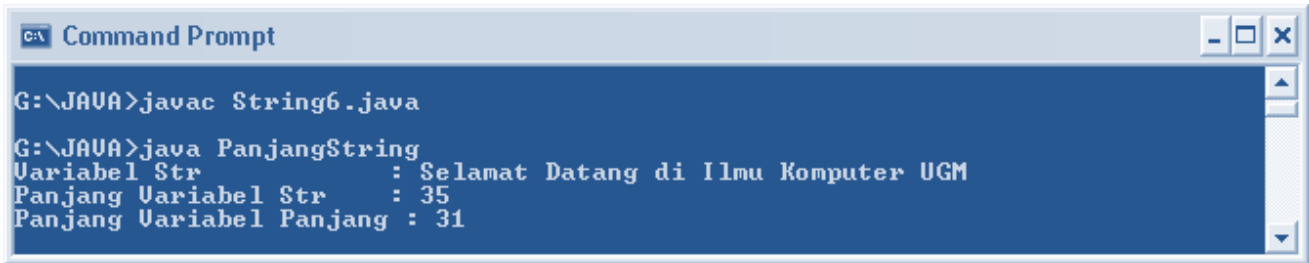 C:\ Command Prompt
G:\JAVA>javac String6.java
G:\JAVA>java PanjangString
Variabel Str : Selamat Datang di Ilmu Komputer UGM
Panjang Variabel Str : 35
Panjang Variabel Panjang : 31